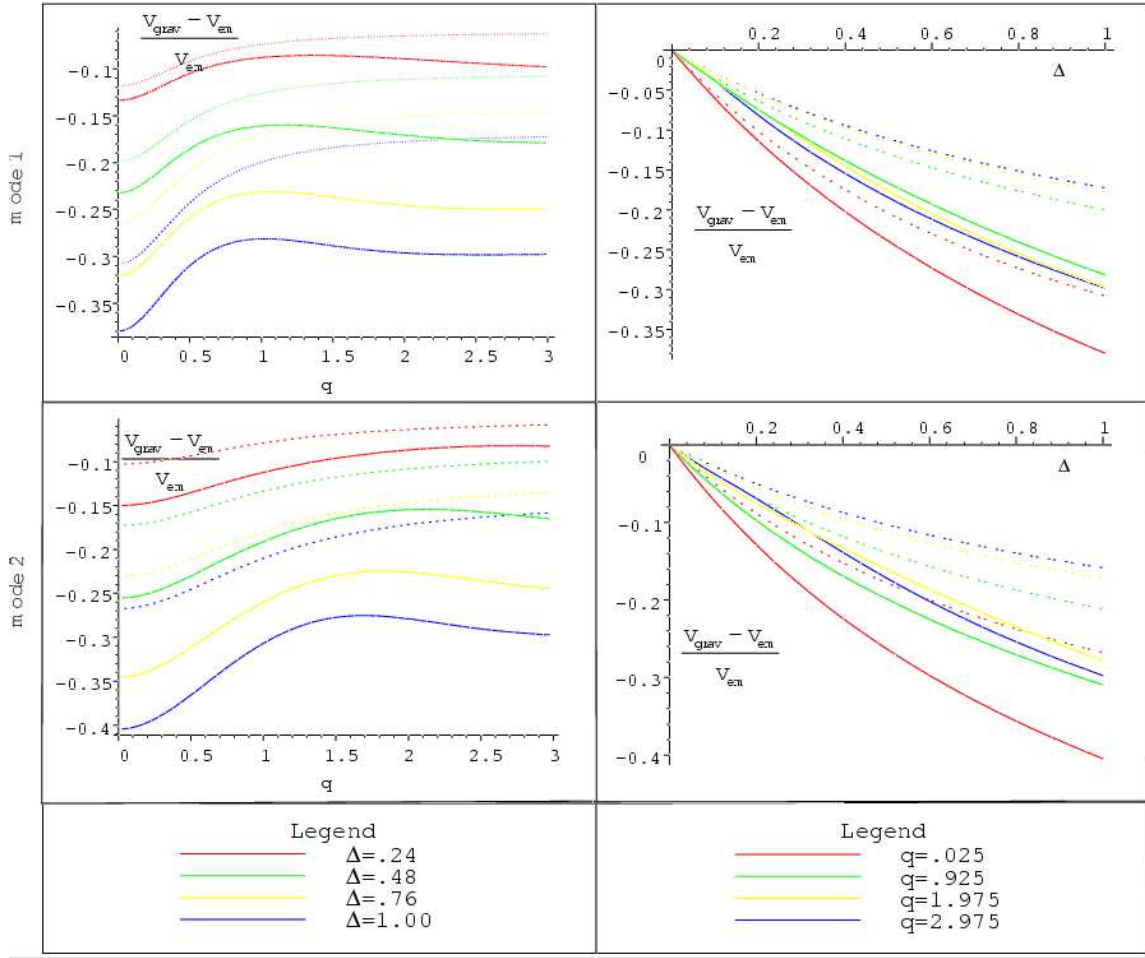 mode 1
V_grav − V_em
V_em
−0.1
−0.15
−0.2
−0.25
−0.3
−0.35
0 0.5 1 1.5 2 2.5 3
q
0.2 0.4 0.6 0.8 1
Δ
0
−0.05
−0.1
−0.15
−0.2
−0.25
−0.3
−0.35
V_grav − V_em
V_em
mode 2
V_grav − V_em
V_em
−0.1
−0.15
−0.2
−0.25
−0.3
−0.35
−0.4
0 0.5 1 1.5 2 2.5 3
q
0.2 0.4 0.6 0.8 1
Δ
0
−0.1
−0.2
−0.3
−0.4
V_grav − V_em
V_em
Legend
Δ=.24
Δ=.48
Δ=.76
Δ=1.00
Legend
q=.025
q=.925
q=1.975
q=2.975